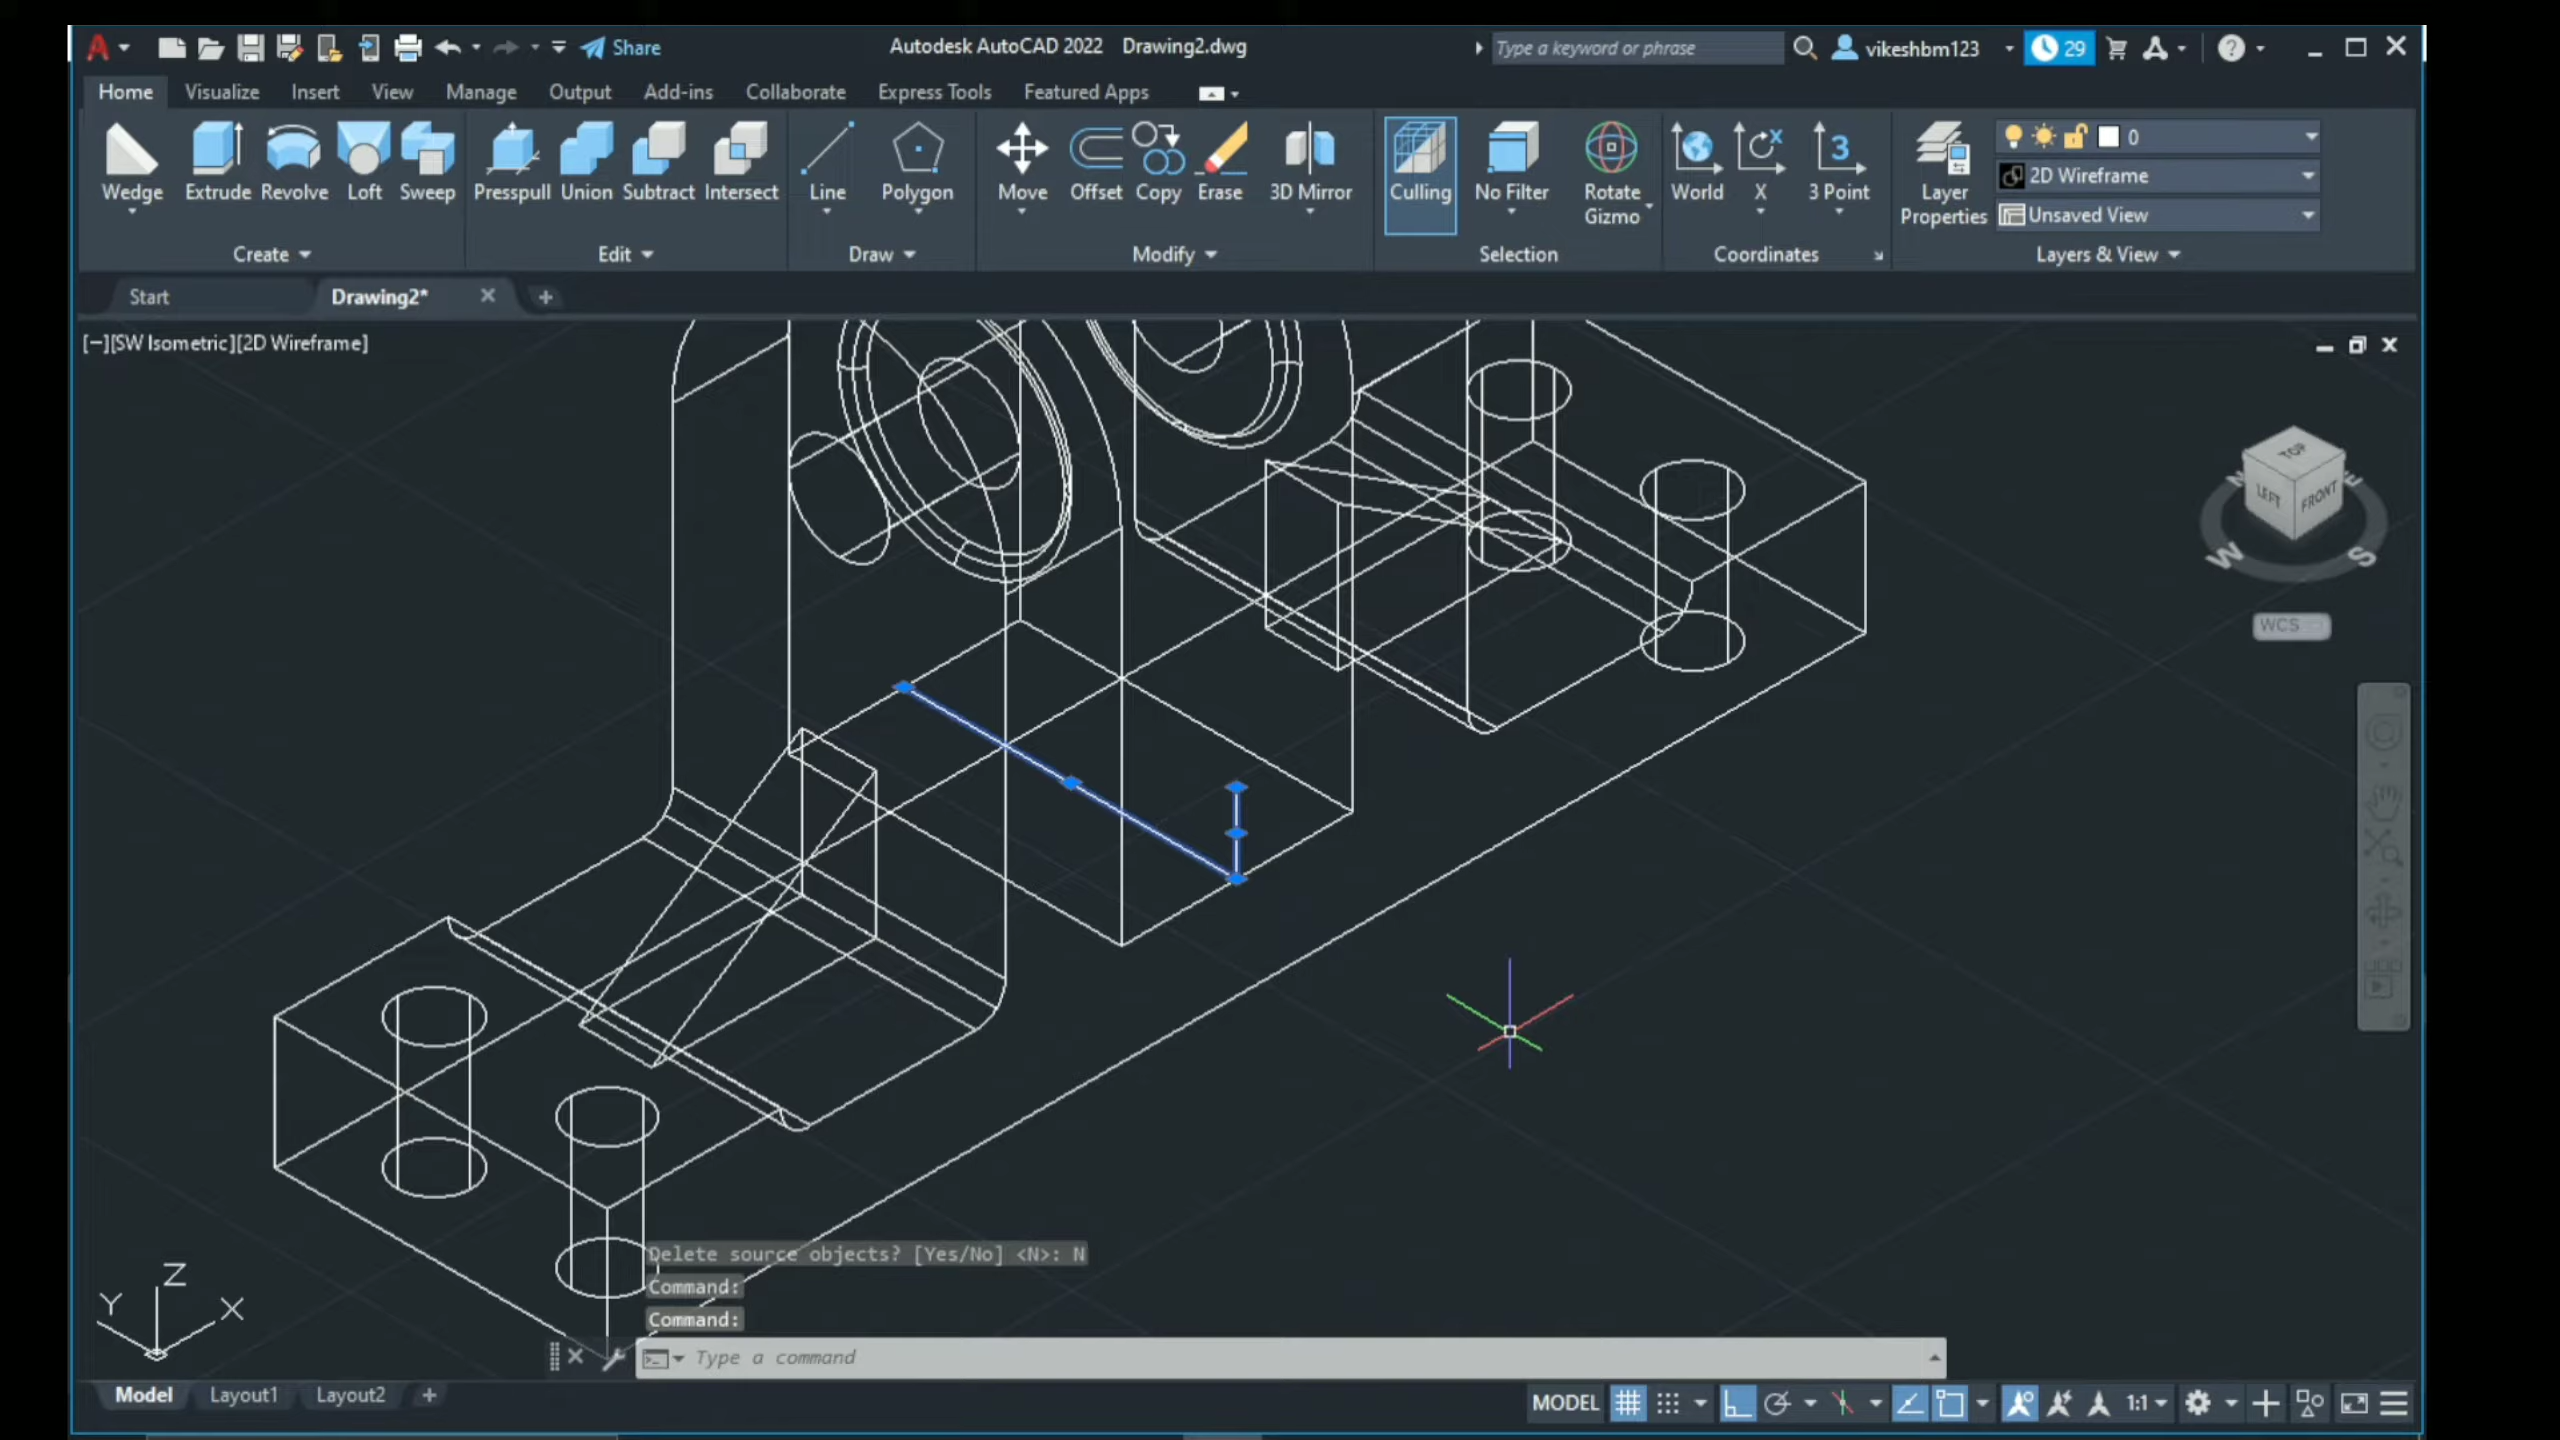 Share
Autodesk AutoCAD 2022 Drawing2.dwg
Type a keyword or phrase
vikeshbm123
29
Home Visualize Insert View Manage Output Add-ins Collaborate Express Tools Featured Apps
Wedge Extrude Revolve Loft Sweep Presspull Union Subtract Intersect Line Polygon Move Offset Copy Erase 3D Mirror Culling No Filter Rotate Gizmo World X 3 Point Layer Properties
0
2D Wireframe
Unsaved View
Create Edit Draw Modify Selection Coordinates Layers & View
Start Drawing2*
[−][SW Isometric][2D Wireframe]
TOP
LEFT FRONT
N E
W S
WCS
Z
Y X
Delete source objects? [Yes/No] <N>: N
Command:
Command:
Type a command
Model Layout1 Layout2
MODEL 1:1